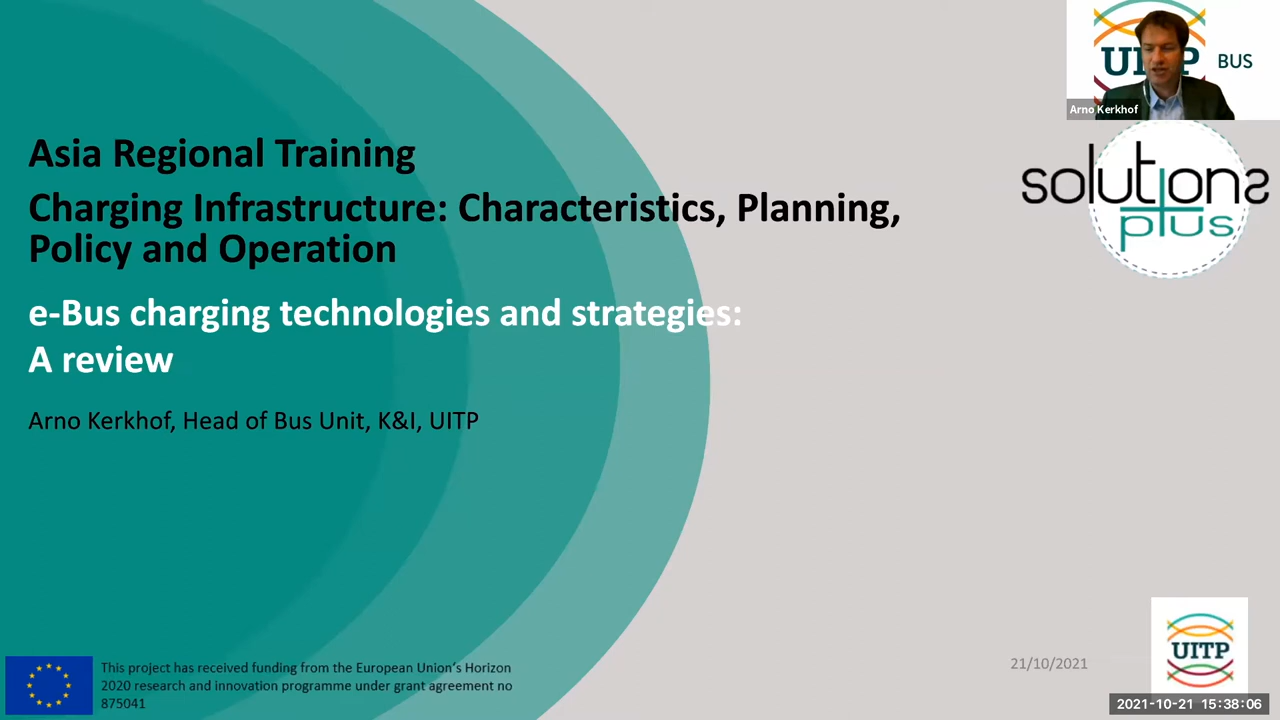 UITP BUS
Arno Kerkhof
solutions
plus
Asia Regional Training
Charging Infrastructure: Characteristics, Planning,
Policy and Operation
e-Bus charging technologies and strategies:
A review
Arno Kerkhof, Head of Bus Unit, K&I, UITP
This project has received funding from the European Union's Horizon
2020 research and innovation programme under grant agreement no
875041
21/10/2021
UITP
2021-10-21 15:38:06